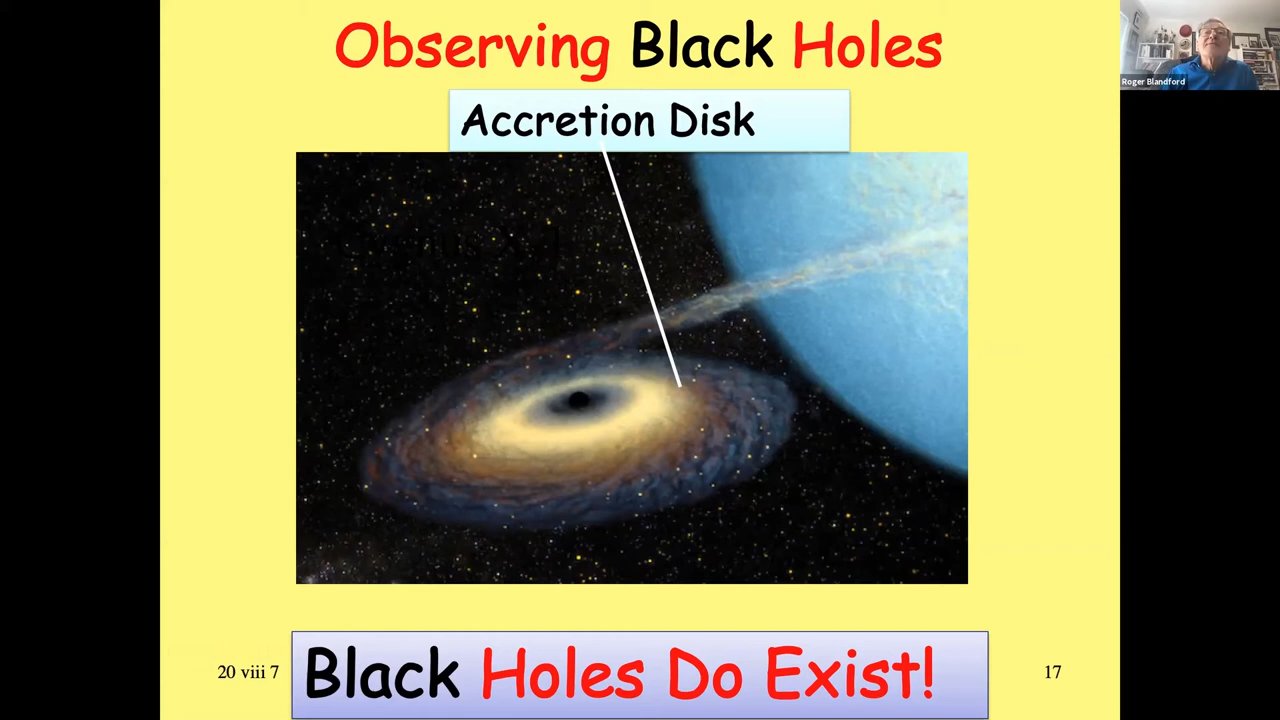 Observing Black Holes
Roger Blandford
Accretion Disk
20 viii 7
Black Holes Do Exist!
17